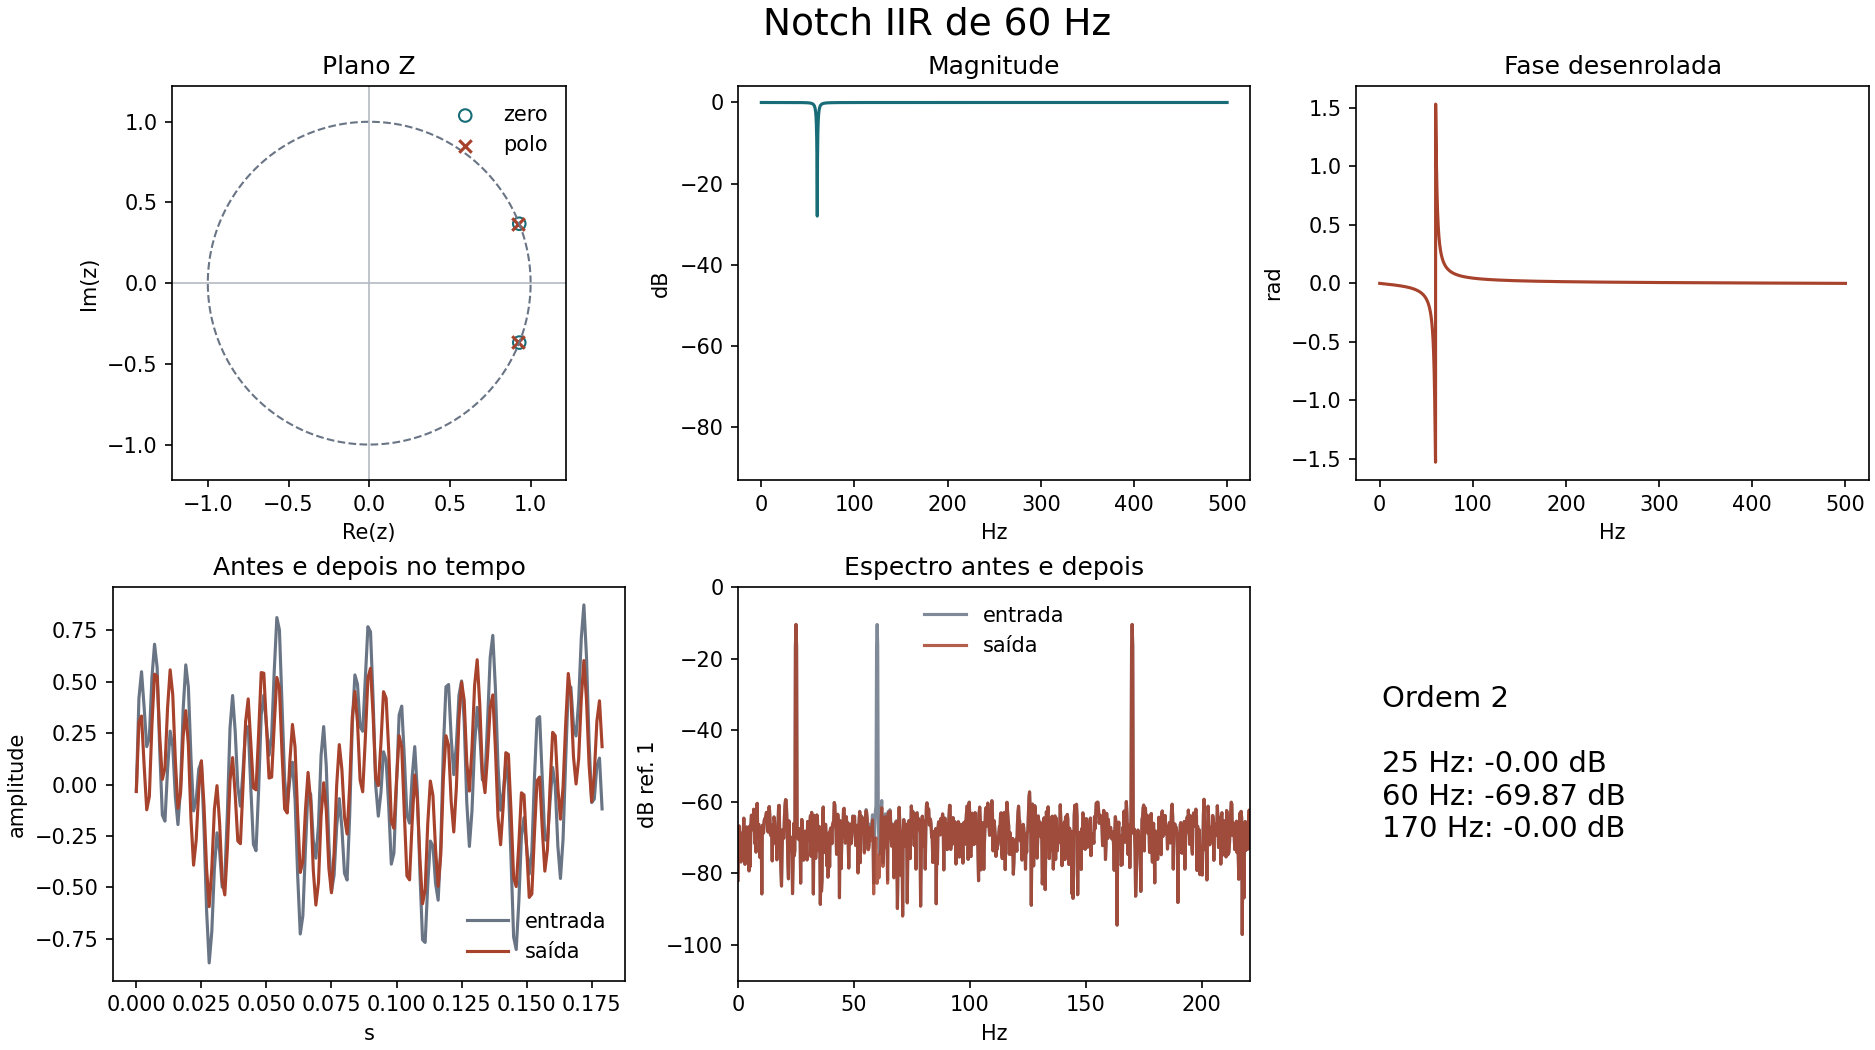 Notch IIR de 60 Hz
Plano Z
1.0
0.5
0.0
−0.5
−1.0
Im(z)
zero
polo
−1.0 −0.5 0.0 0.5 1.0
Re(z)
Magnitude
0
−20
−40
−60
−80
dB
0 100 200 300 400 500
Hz
Fase desenrolada
1.5
1.0
0.5
0.0
−0.5
−1.0
−1.5
rad
0 100 200 300 400 500
Hz
Antes e depois no tempo
0.75
0.50
0.25
0.00
−0.25
−0.50
−0.75
amplitude
entrada
saída
0.000 0.025 0.050 0.075 0.100 0.125 0.150 0.175
s
Espectro antes e depois
0
−20
−40
−60
−80
−100
dB ref. 1
entrada
saída
0 50 100 150 200
Hz
Ordem 2
25 Hz: -0.00 dB
60 Hz: -69.87 dB
170 Hz: -0.00 dB